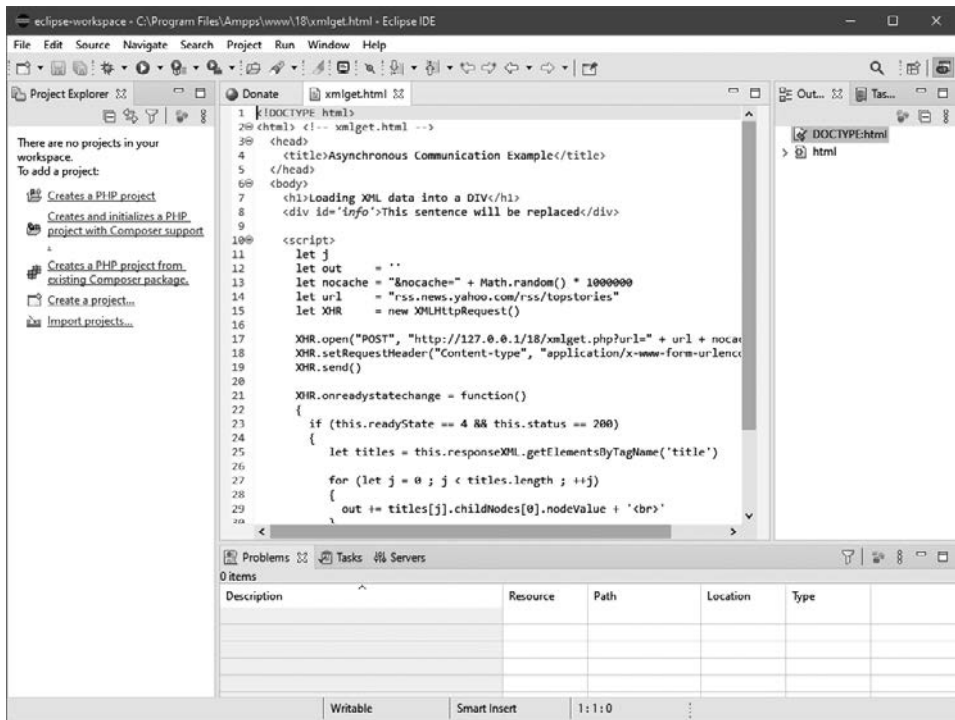 eclipse-workspace - C:\Program Files\Ampps\www\18\xmlget.html - Eclipse IDE
File Edit Source Navigate Search Project Run Window Help
Project Explorer
There are no projects in your
workspace.
To add a project:
Creates a PHP project
Creates and initializes a PHP
project with Composer support
.
Creates a PHP project from
existing Composer package.
Create a project...
Import projects...
Donate xmlget.html
1 <!DOCTYPE html>
2 <html> <!-- xmlget.html -->
3 <head>
4 <title>Asynchronous Communication Example</title>
5 </head>
6 <body>
7 <h1>Loading XML data into a DIV</h1>
8 <div id='info'>This sentence will be replaced</div>
9
10 <script>
11 let j
12 let out = ''
13 let nocache = "&nocache=" + Math.random() * 1000000
14 let url = "rss.news.yahoo.com/rss/topstories"
15 let XHR = new XMLHttpRequest()
16
17 XHR.open("POST", "http://127.0.0.1/18/xmlget.php?url=" + url + noca
18 XHR.setRequestHeader("Content-type", "application/x-www-form-urlenco
19 XHR.send()
20
21 XHR.onreadystatechange = function()
22 {
23 if (this.readyState == 4 && this.status == 200)
24 {
25 let titles = this.responseXML.getElementsByTagName('title')
26
27 for (let j = 0 ; j < titles.length ; ++j)
28 {
29 out += titles[j].childNodes[0].nodeValue + '<br>'
30 }
Out... Tas...
DOCTYPE:html
html
Problems Tasks Servers
0 items
Description Resource Path Location Type
Writable Smart Insert 1:1:0